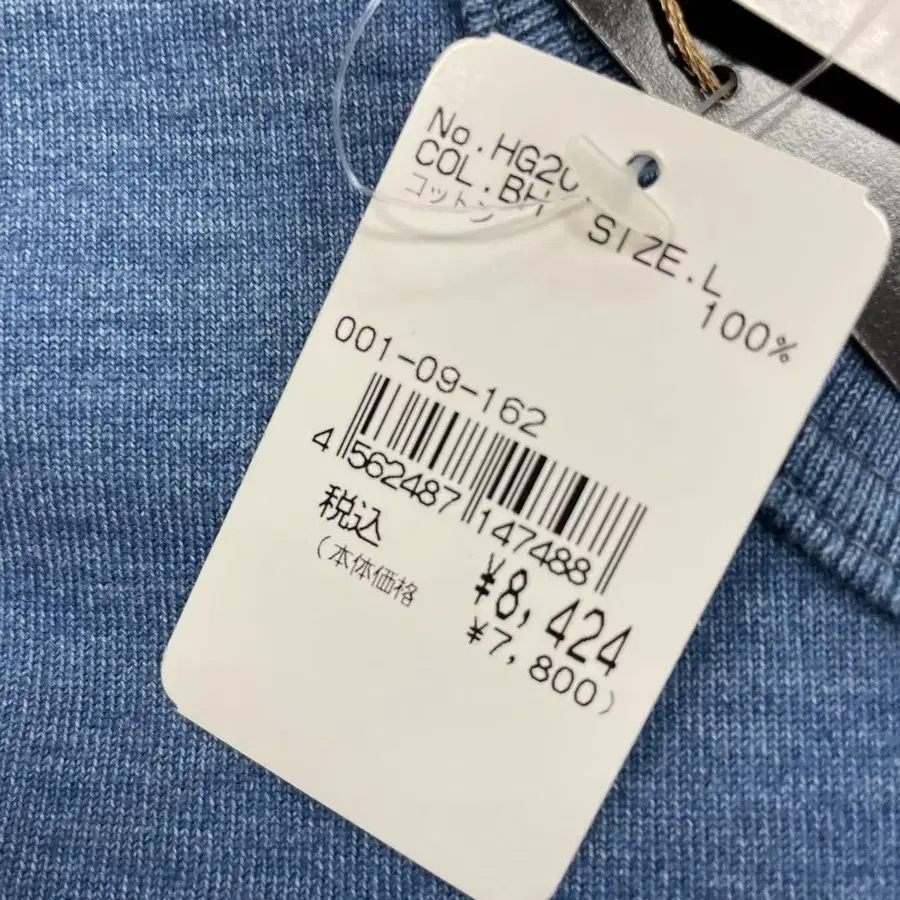 No.HG20
COL.BH SIZE.L
コットン 100%
001-09-162
4 562487 147488
税込 ¥8,424
(本体価格 ¥7,800)